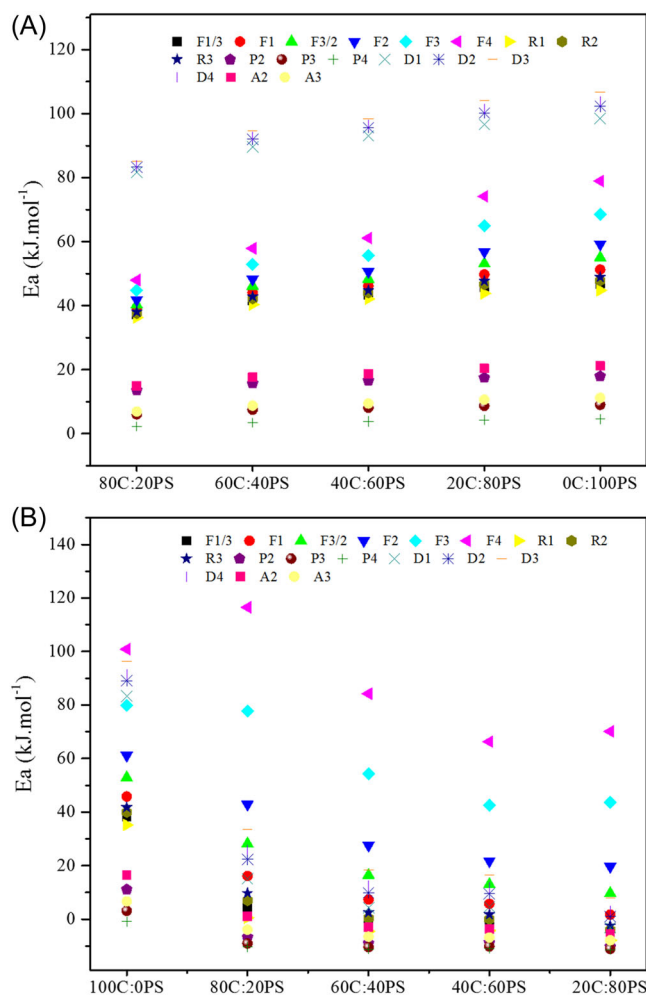 (A)
120
100
80
60
40
20
0
Ea (kJ.mol⁻¹)
F1/3 F1 F3/2 F2 F3 F4 R1 R2
R3 P2 P3 P4 D1 D2 D3
D4 A2 A3
80C:20PS 60C:40PS 40C:60PS 20C:80PS 0C:100PS
(B)
140
120
100
80
60
40
20
0
Ea (kJ.mol⁻¹)
F1/3 F1 F3/2 F2 F3 F4 R1 R2
R3 P2 P3 P4 D1 D2 D3
D4 A2 A3
100C:0PS 80C:20PS 60C:40PS 40C:60PS 20C:80PS